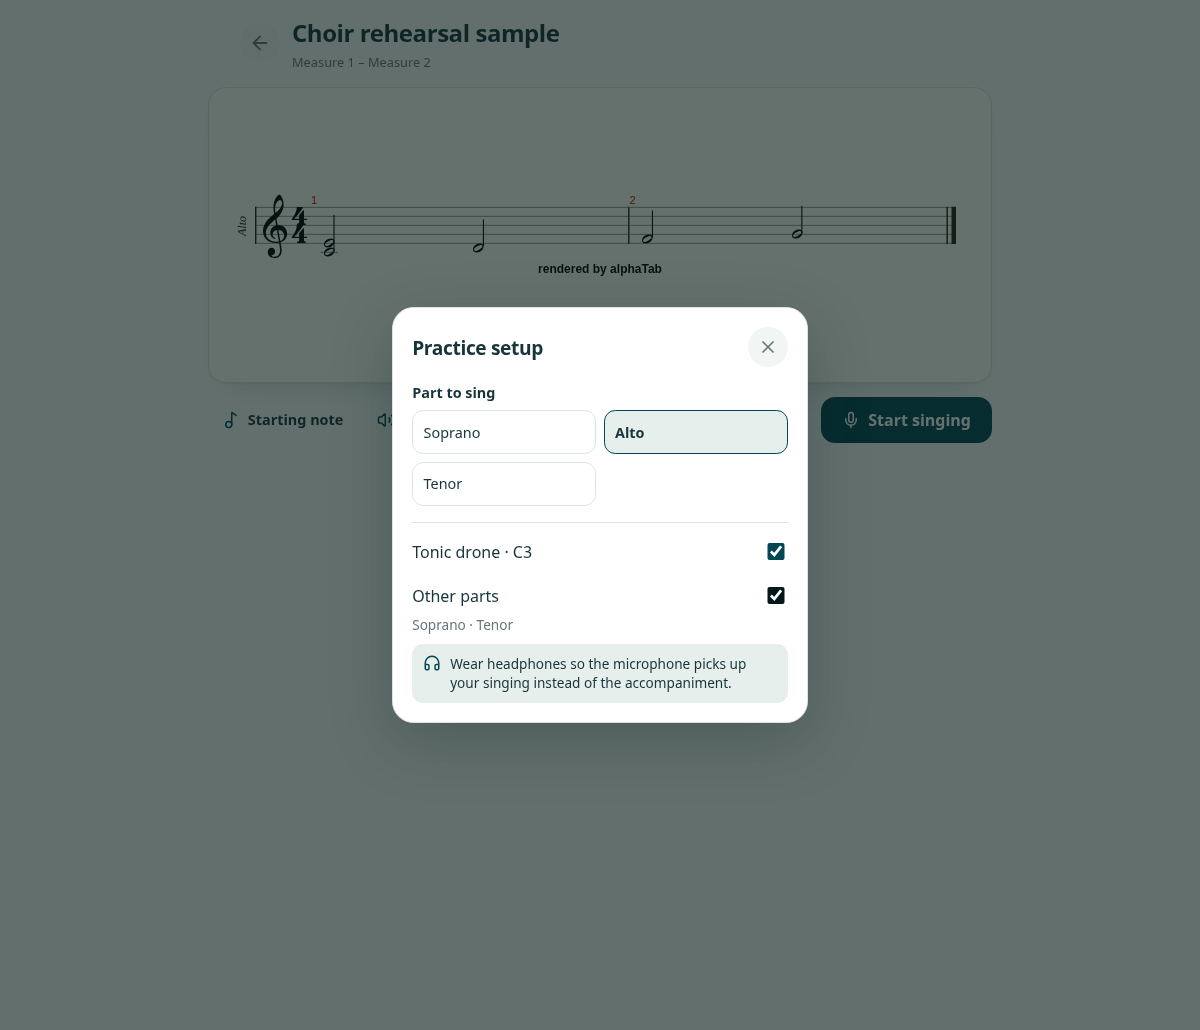 Choir rehearsal sample
Measure 1 – Measure 2
Alto
1
2
4
4
rendered by alphaTab
Practice setup
Part to sing
Soprano
Alto
Tenor
Tonic drone · C3
Other parts
Soprano · Tenor
Wear headphones so the microphone picks up
your singing instead of the accompaniment.
Starting note
Start singing